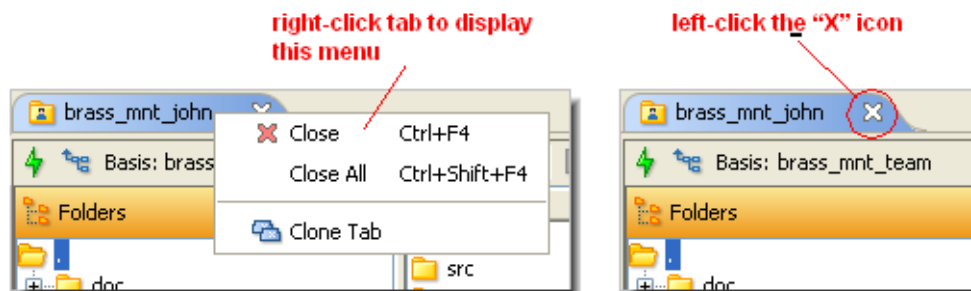 right-click tab to display
this menu
left-click the “X” icon
brass_mnt_john
Close Ctrl+F4
Close All Ctrl+Shift+F4
Clone Tab
Basis: brass
Folders
.
doc
src
brass_mnt_john
Basis: brass_mnt_team
Folders
.
doc